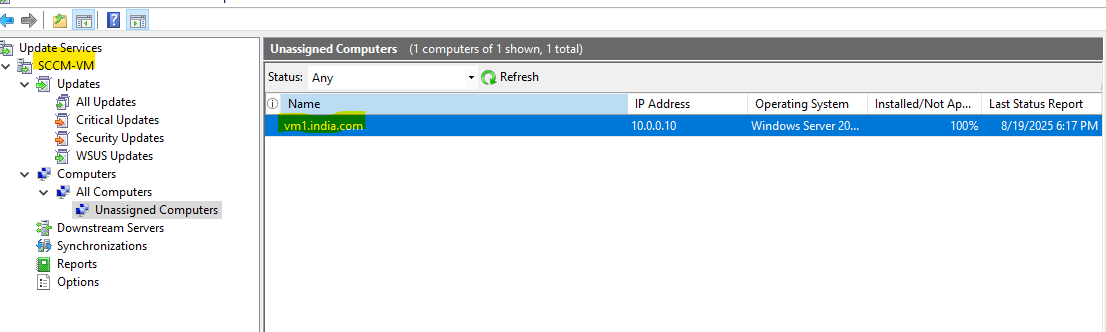 Update Services
SCCM-VM
Updates
All Updates
Critical Updates
Security Updates
WSUS Updates
Computers
All Computers
Unassigned Computers
Downstream Servers
Synchronizations
Reports
Options
Unassigned Computers (1 computers of 1 shown, 1 total)
Status: Any Refresh
Name IP Address Operating System Installed/Not Ap... Last Status Report
vm1.india.com 10.0.0.10 Windows Server 20... 100% 8/19/2025 6:17 PM